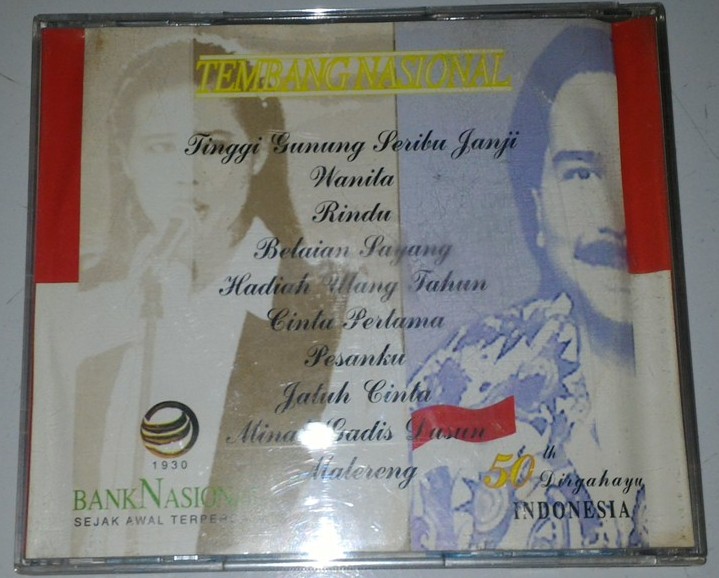 TEMBANG NASIONAL
Tinggi Gunung Seribu Janji
Wanita
Rindu
Belaian Sayang
Hadiah Ulang Tahun
Cinta Pertama
Pesanku
Jatuh Cinta
Mina Gadis Dusun
Matereng
1930
BANKNASION
SEJAK AWAL
50 th
Dirgahayu
INDONESIA